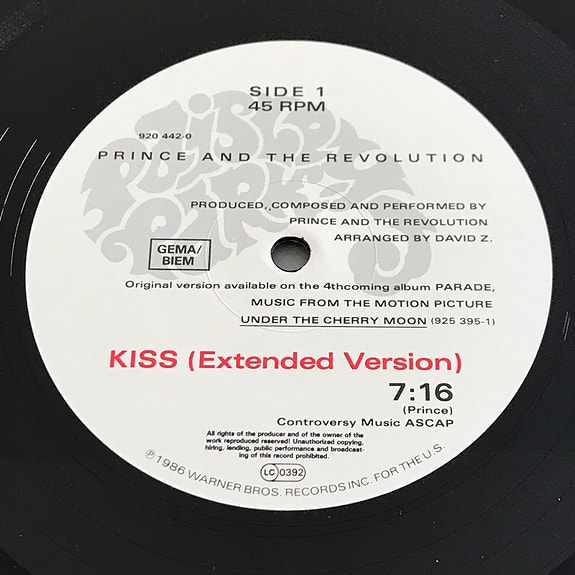 SIDE 1
45 RPM
920 442-0
PAISLEY
PARK
PRINCE AND THE REVOLUTION
PRODUCED, COMPOSED AND PERFORMED BY
PRINCE AND THE REVOLUTION
ARRANGED BY DAVID Z.
GEMA/
BIEM
Original version available on the 4thcoming album PARADE,
MUSIC FROM THE MOTION PICTURE
UNDER THE CHERRY MOON (925 395-1)
KISS (Extended Version)
7:16
(Prince)
Controversy Music ASCAP
All rights of the producer and of the owner of the
work reproduced reserved! Unauthorized copying,
hiring, lending, public performance and broadcast-
ing of this record prohibited.
LC 0392
℗ 1986 WARNER BROS. RECORDS INC. FOR THE U.S.